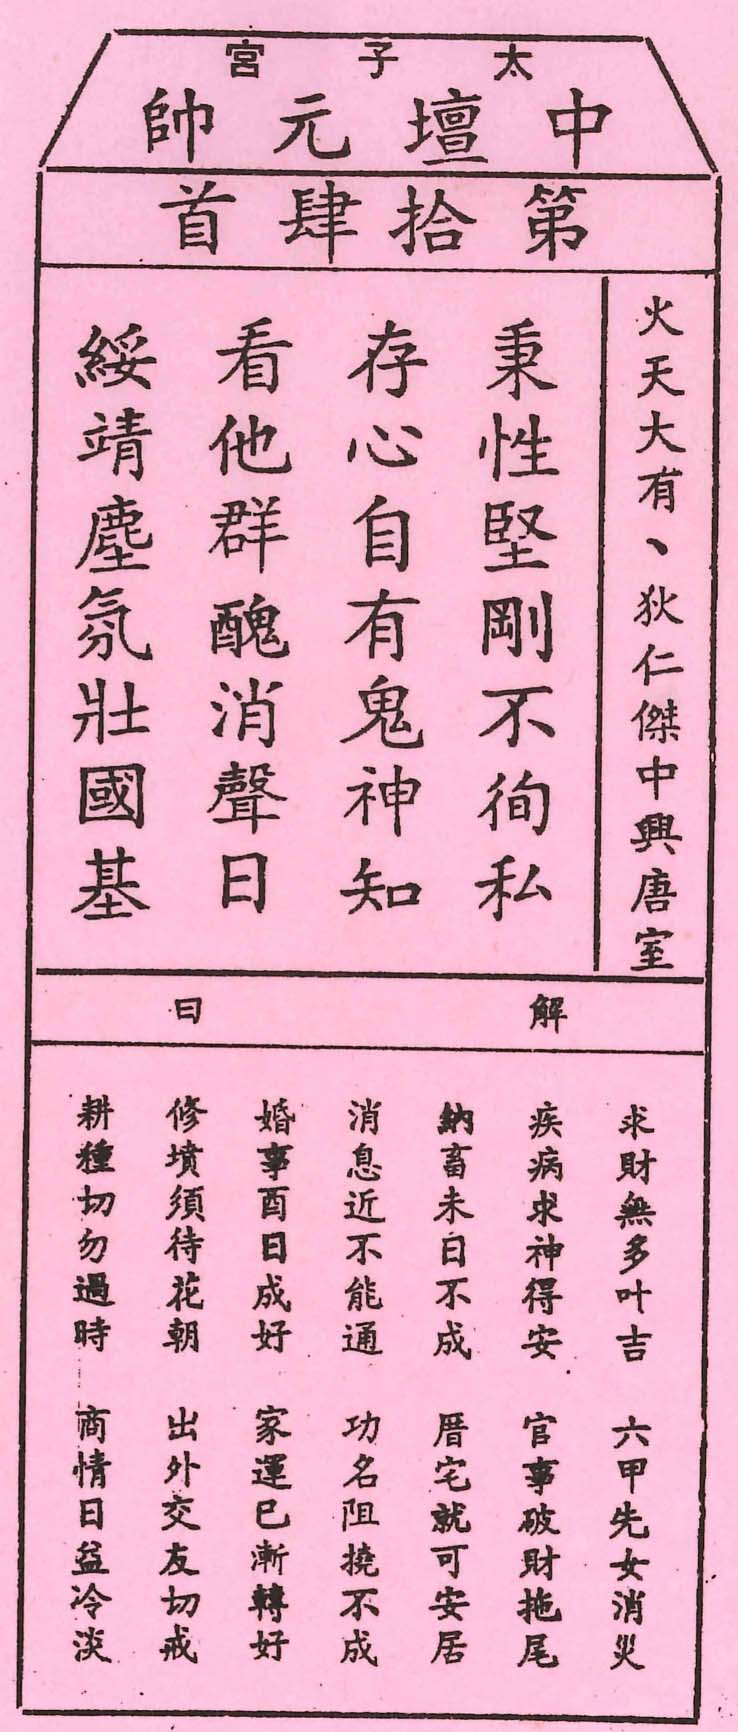 太子宮
中壇元帥
第拾肆首
火天大有、狄仁傑中興唐室
秉性堅剛不徇私
存心自有鬼神知
看他群醜消聲日
綏靖塵氛壯國基
解曰
求財無多叶吉　六甲先女消災
疾病求神得安　官事破財拖尾
納畜未日不成　厝宅就可安居
消息近不能通　功名阻撓不成
婚事酉日成好　家運已漸轉好
修墳須待花朝　出外交友切戒
耕種切勿過時　商情日益冷淡